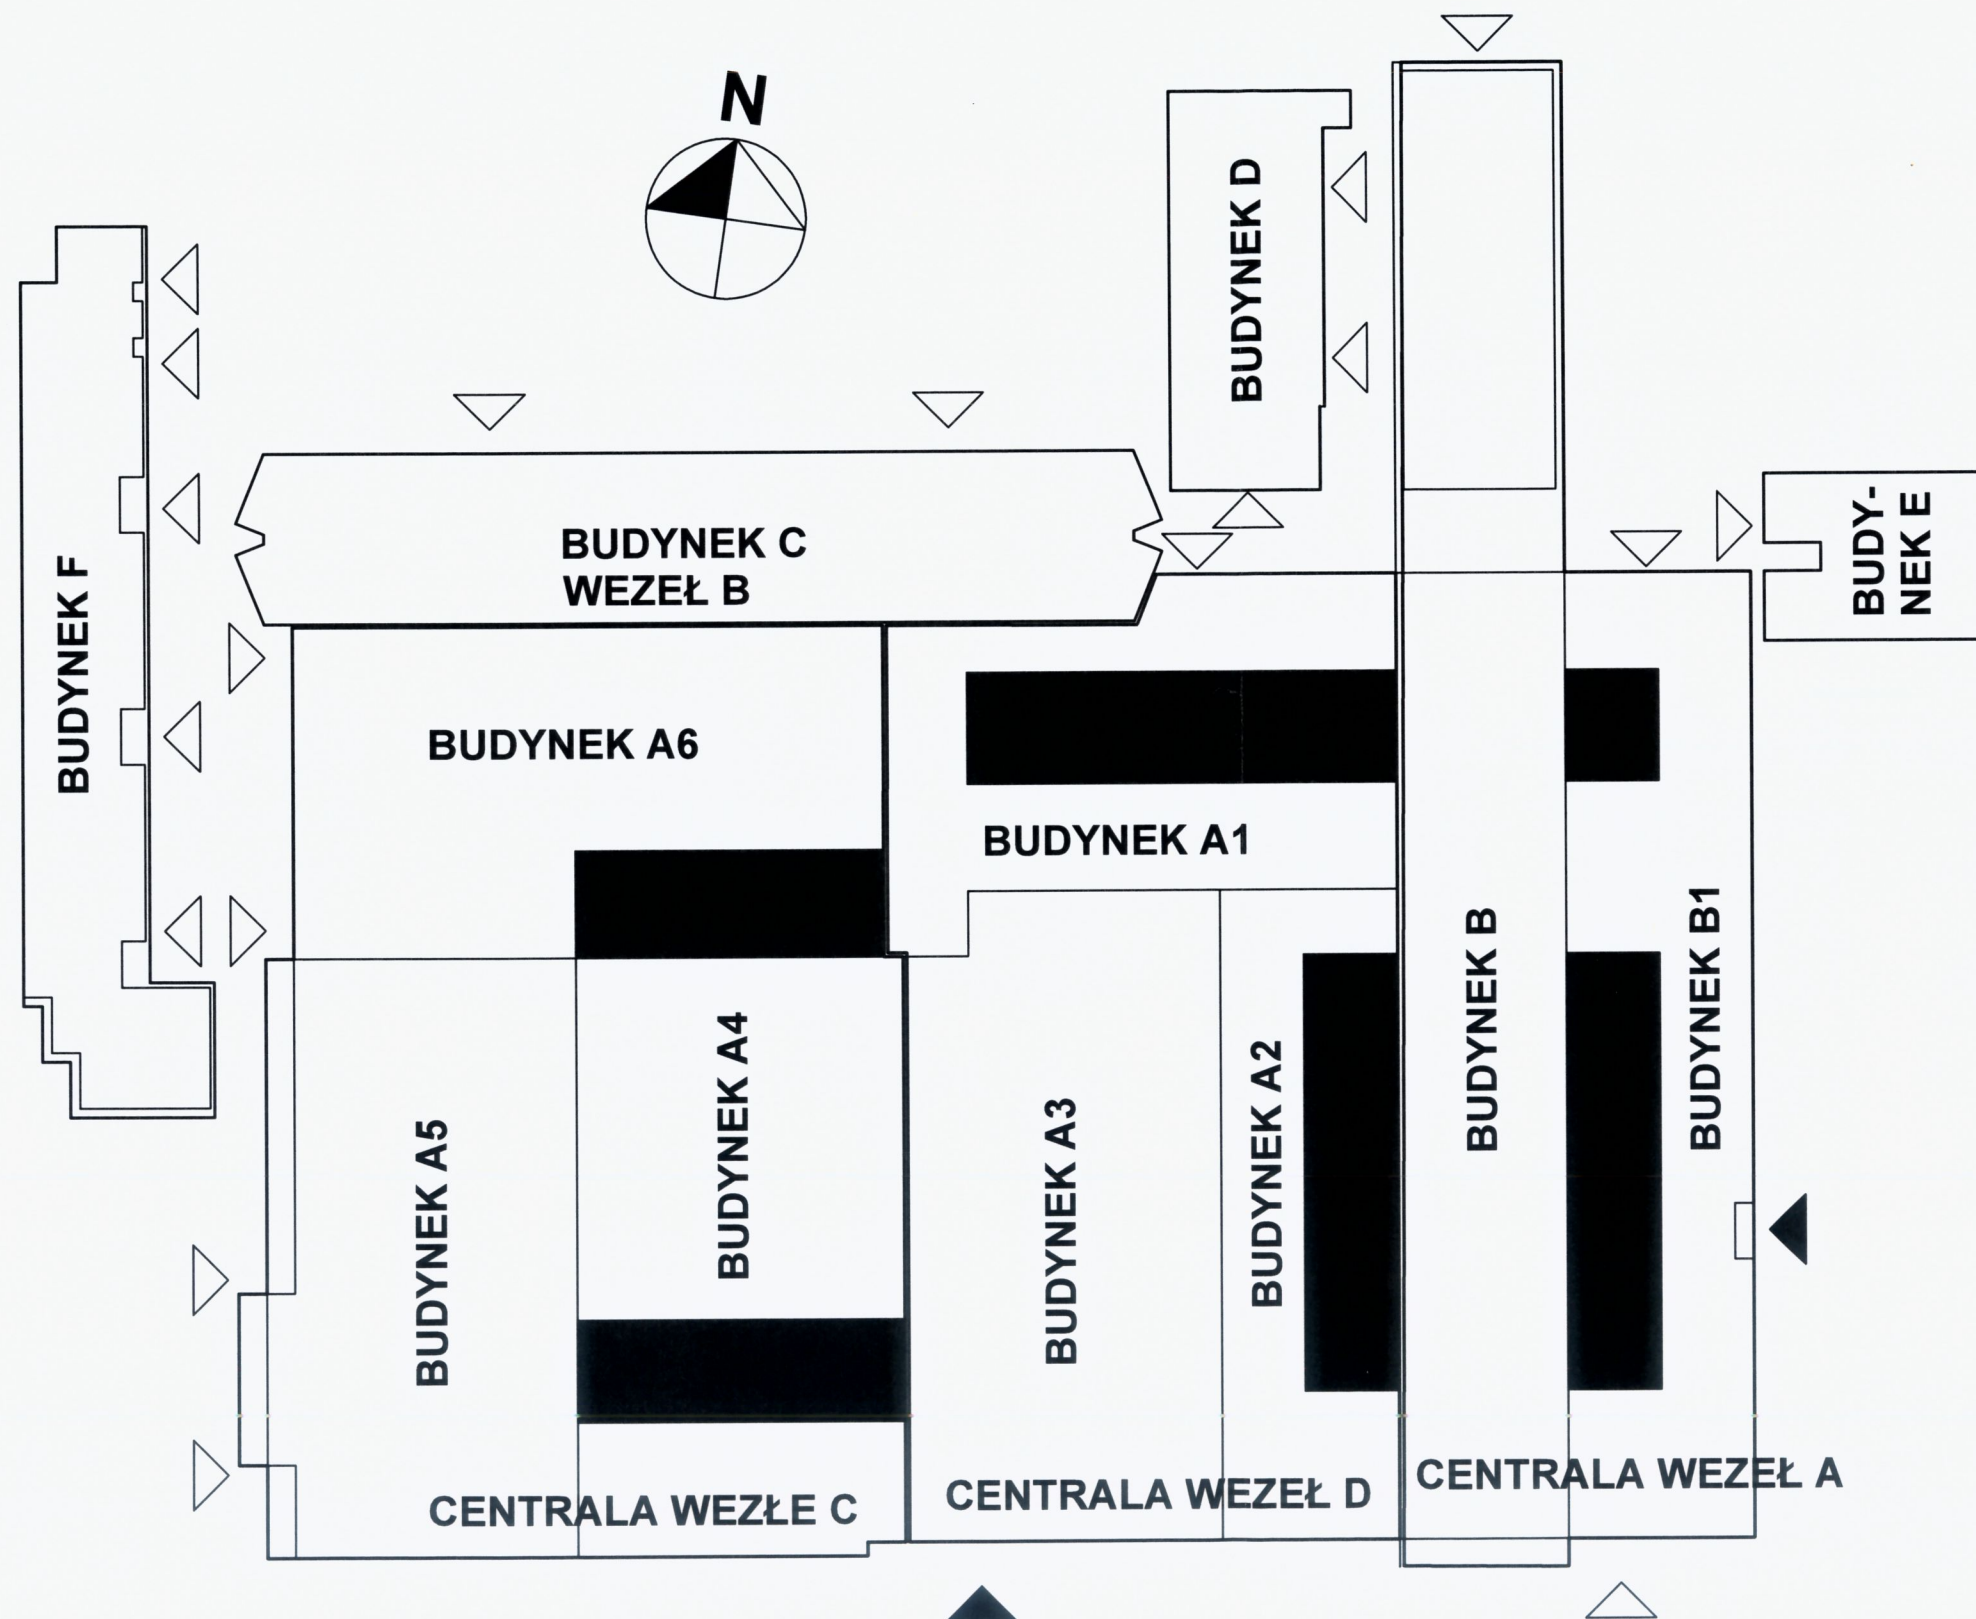 N
BUDYNEK D
BUDYNEK C
WEZEŁ B
BUDY-
NEK E
BUDYNEK F
BUDYNEK A6
BUDYNEK A1
BUDYNEK B
BUDYNEK B1
BUDYNEK A4
BUDYNEK A5
BUDYNEK A3
BUDYNEK A2
CENTRALA WEZŁE C
CENTRALA WEZEŁ D
CENTRALA WEZEŁ A